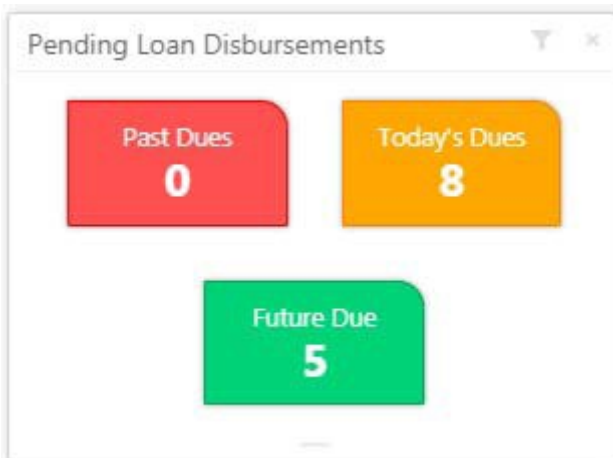 Pending Loan Disbursements
Past Dues
0
Today's Dues
8
Future Due
5